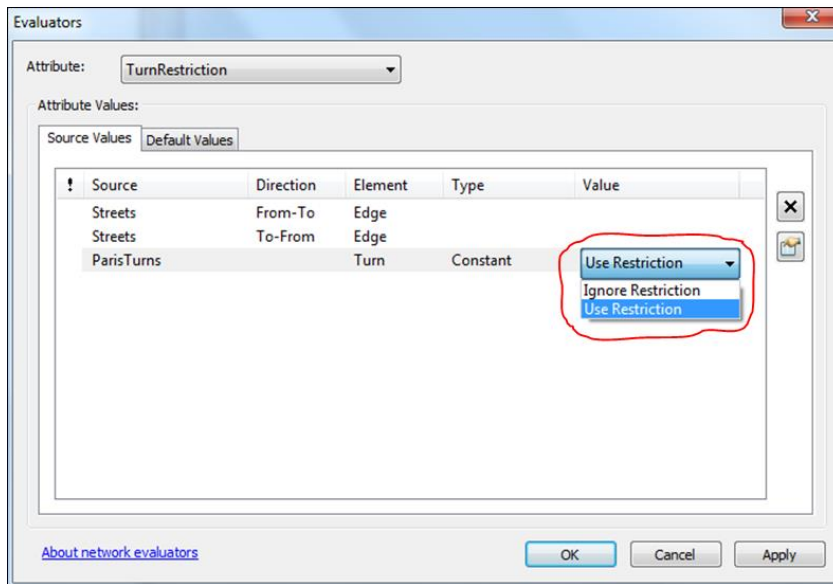 Evaluators
Attribute: TurnRestriction
Attribute Values:
Source Values Default Values
! Source Direction Element Type Value
Streets From-To Edge
Streets To-From Edge
ParisTurns Turn Constant Use Restriction
Ignore Restriction
Use Restriction
About network evaluators OK Cancel Apply